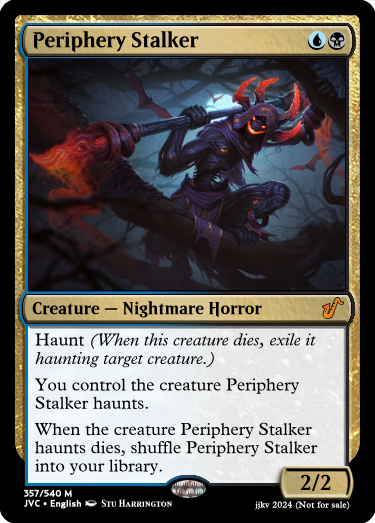 Periphery Stalker
Creature — Nightmare Horror
Haunt (When this creature dies, exile it
haunting target creature.)
You control the creature Periphery
Stalker haunts.
When the creature Periphery Stalker
haunts dies, shuffle Periphery Stalker
into your library.
2/2
357/540 M
JVC • English Stu Harrington
jjkv 2024 (Not for sale)